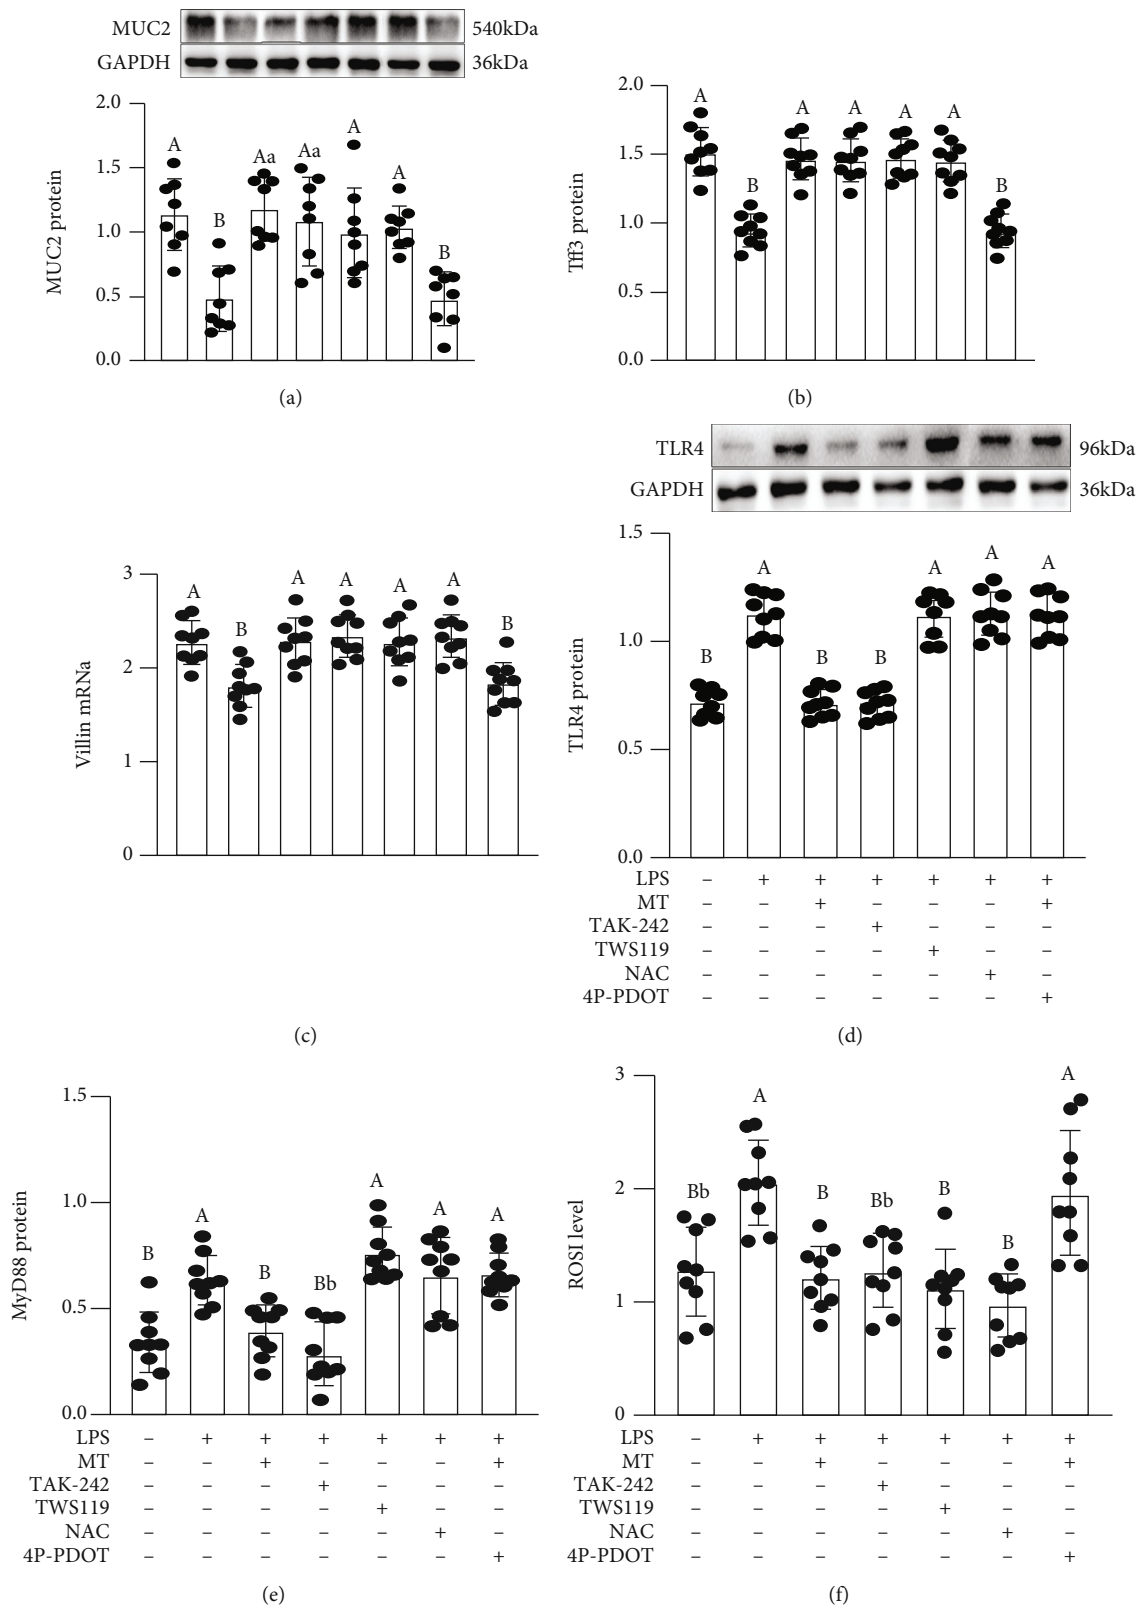 MUC2 540kDa
GAPDH 36kDa
2.0
1.5
1.0
0.5
0.0
MUC2 protein
A B Aa Aa A A B
(a)
2.0
1.5
1.0
0.5
0.0
Tff3 protein
A B A A A A B
(b)
3
2
1
0
Villin mRNa
A B A A A A B
(c)
TLR4 96kDa
GAPDH 36kDa
1.5
1.0
0.5
0.0
TLR4 protein
B A B B A A A
LPS – + + + + + +
MT – – + – – – +
TAK-242 – – – + – – –
TWS119 – – – – + – –
NAC – – – – – + –
4P-PDOT – – – – – – +
(d)
1.5
1.0
0.5
0.0
MyD88 protein
B A B Bb A A A
LPS – + + + + + +
MT – – + – – – +
TAK-242 – – – + – – –
TWS119 – – – – + – –
NAC – – – – – + –
4P-PDOT – – – – – – +
(e)
3
2
1
0
ROSI level
Bb A B Bb B B A
LPS – + + + + + +
MT – – + – – – +
TAK-242 – – – + – – –
TWS119 – – – – + – –
NAC – – – – – + –
4P-PDOT – – – – – – +
(f)